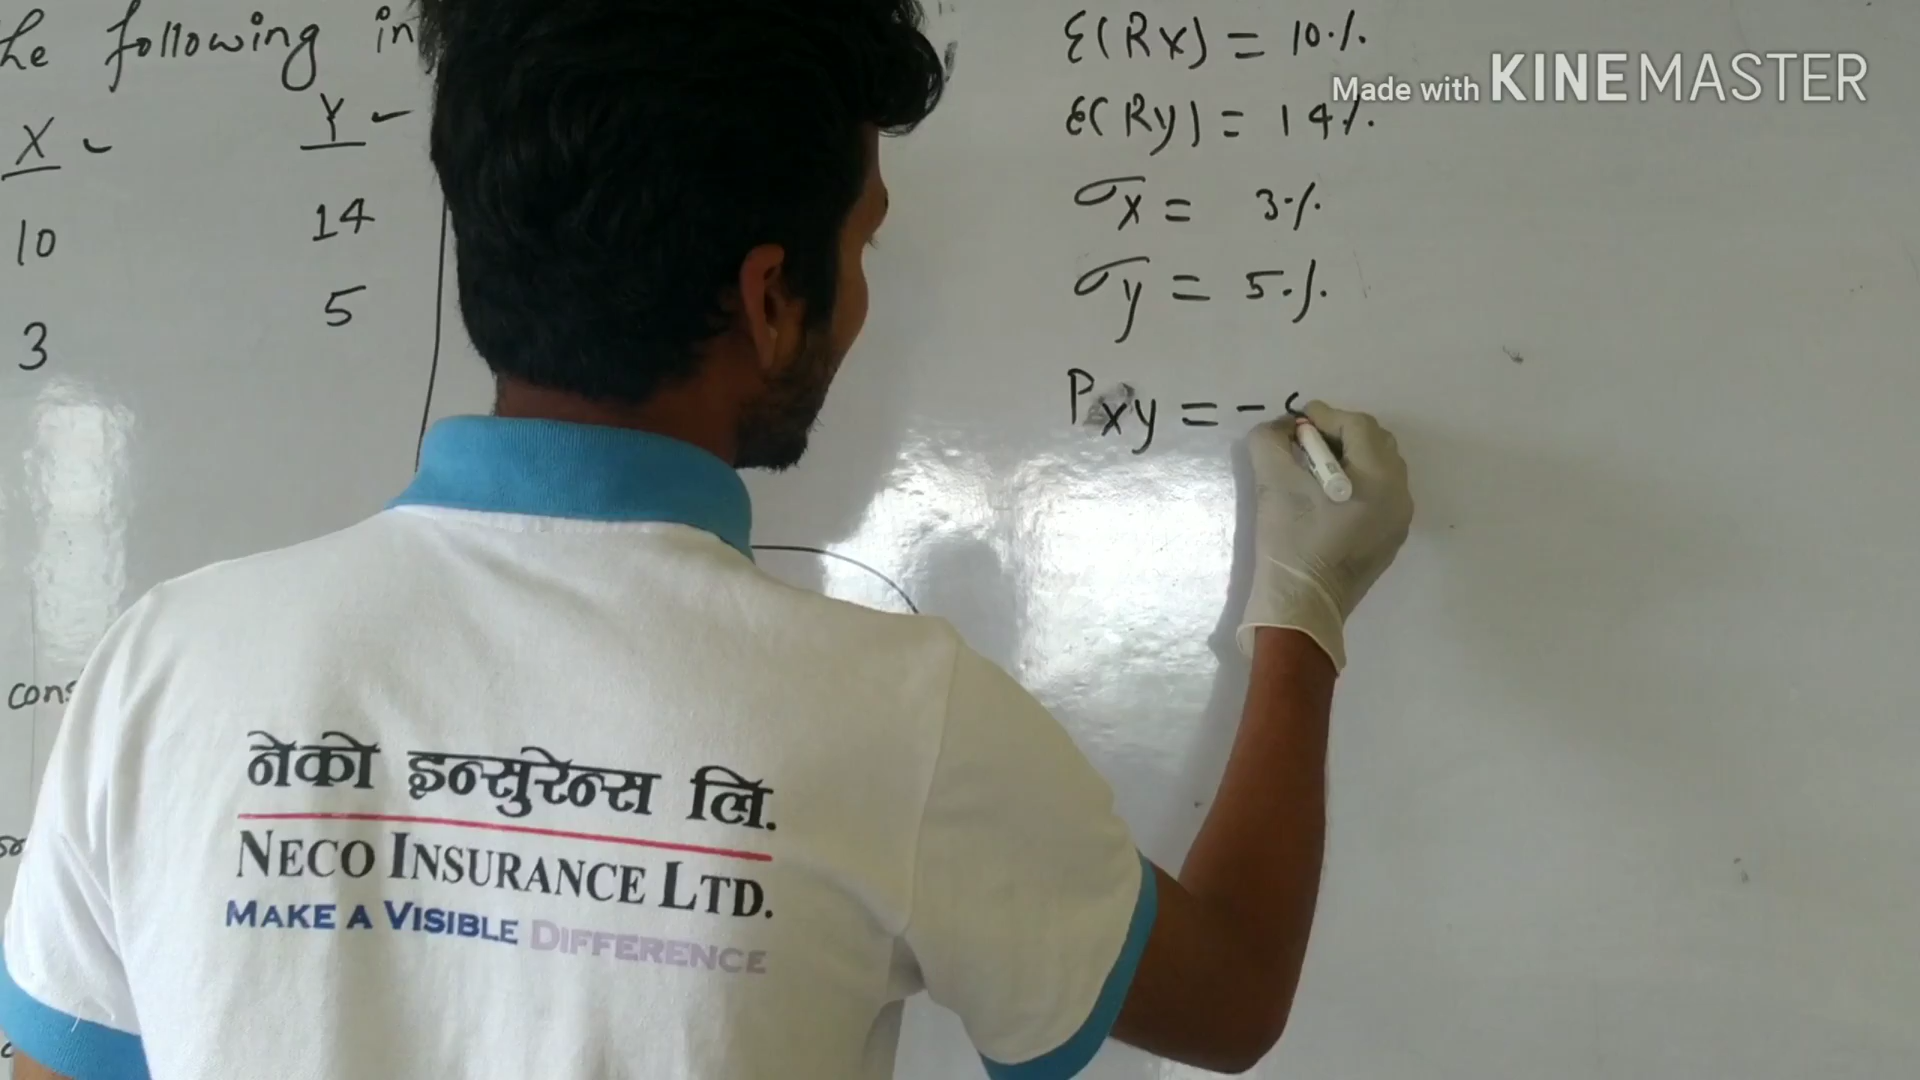 he following in
X Y
10 14
3 5
cons
ε(Rx) = 10%
ε(Ry) = 14%
σx = 3%
σy = 5%
Pxy = -
Made with KINEMASTER
नेको इन्सुरेन्स लि.
NECO INSURANCE LTD.
MAKE A VISIBLE DIFFERENCE